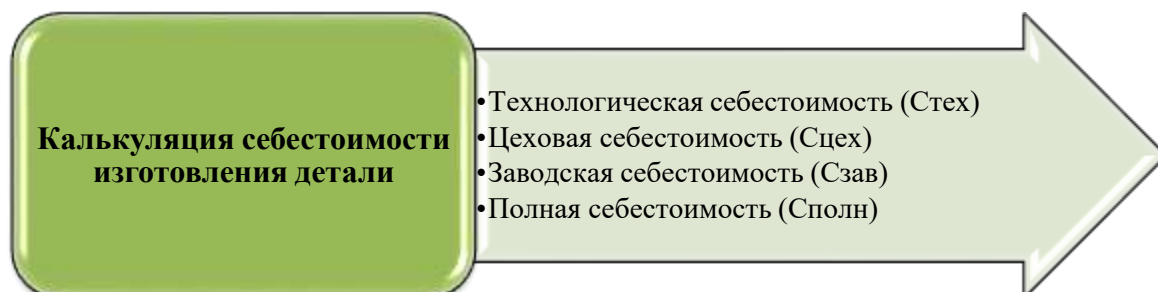 Калькуляция себестоимости
изготовления детали
•Технологическая себестоимость (Стех)
•Цеховая себестоимость (Сцех)
•Заводская себестоимость (Сзав)
•Полная себестоимость (Сполн)